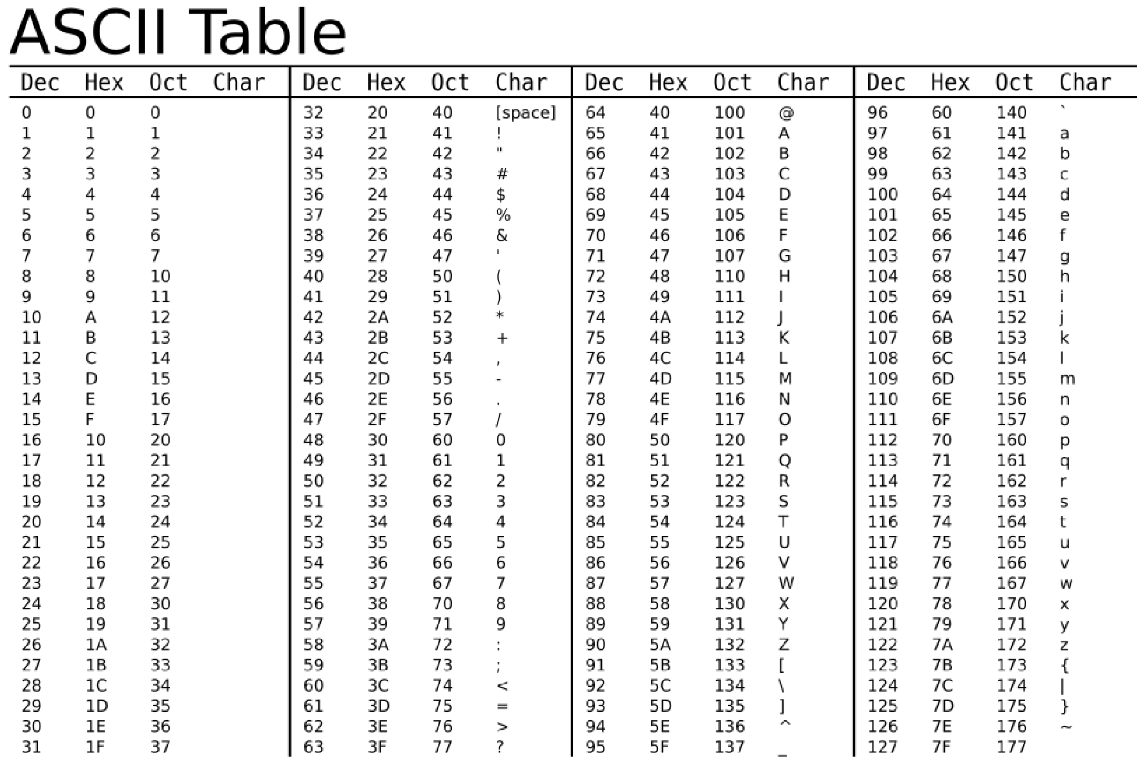 ASCII Table
Dec Hex Oct Char Dec Hex Oct Char Dec Hex Oct Char Dec Hex Oct Char
0 0 0 32 20 40 [space] 64 40 100 @ 96 60 140 `
1 1 1 33 21 41 ! 65 41 101 A 97 61 141 a
2 2 2 34 22 42 " 66 42 102 B 98 62 142 b
3 3 3 35 23 43 # 67 43 103 C 99 63 143 c
4 4 4 36 24 44 $ 68 44 104 D 100 64 144 d
5 5 5 37 25 45 % 69 45 105 E 101 65 145 e
6 6 6 38 26 46 & 70 46 106 F 102 66 146 f
7 7 7 39 27 47 ' 71 47 107 G 103 67 147 g
8 8 10 40 28 50 ( 72 48 110 H 104 68 150 h
9 9 11 41 29 51 ) 73 49 111 I 105 69 151 i
10 A 12 42 2A 52 * 74 4A 112 J 106 6A 152 j
11 B 13 43 2B 53 + 75 4B 113 K 107 6B 153 k
12 C 14 44 2C 54 , 76 4C 114 L 108 6C 154 l
13 D 15 45 2D 55 - 77 4D 115 M 109 6D 155 m
14 E 16 46 2E 56 . 78 4E 116 N 110 6E 156 n
15 F 17 47 2F 57 / 79 4F 117 O 111 6F 157 o
16 10 20 48 30 60 0 80 50 120 P 112 70 160 p
17 11 21 49 31 61 1 81 51 121 Q 113 71 161 q
18 12 22 50 32 62 2 82 52 122 R 114 72 162 r
19 13 23 51 33 63 3 83 53 123 S 115 73 163 s
20 14 24 52 34 64 4 84 54 124 T 116 74 164 t
21 15 25 53 35 65 5 85 55 125 U 117 75 165 u
22 16 26 54 36 66 6 86 56 126 V 118 76 166 v
23 17 27 55 37 67 7 87 57 127 W 119 77 167 w
24 18 30 56 38 70 8 88 58 130 X 120 78 170 x
25 19 31 57 39 71 9 89 59 131 Y 121 79 171 y
26 1A 32 58 3A 72 : 90 5A 132 Z 122 7A 172 z
27 1B 33 59 3B 73 ; 91 5B 133 [ 123 7B 173 {
28 1C 34 60 3C 74 < 92 5C 134 \ 124 7C 174 |
29 1D 35 61 3D 75 = 93 5D 135 ] 125 7D 175 }
30 1E 36 62 3E 76 > 94 5E 136 ^ 126 7E 176 ~
31 1F 37 63 3F 77 ? 95 5F 137 _ 127 7F 177